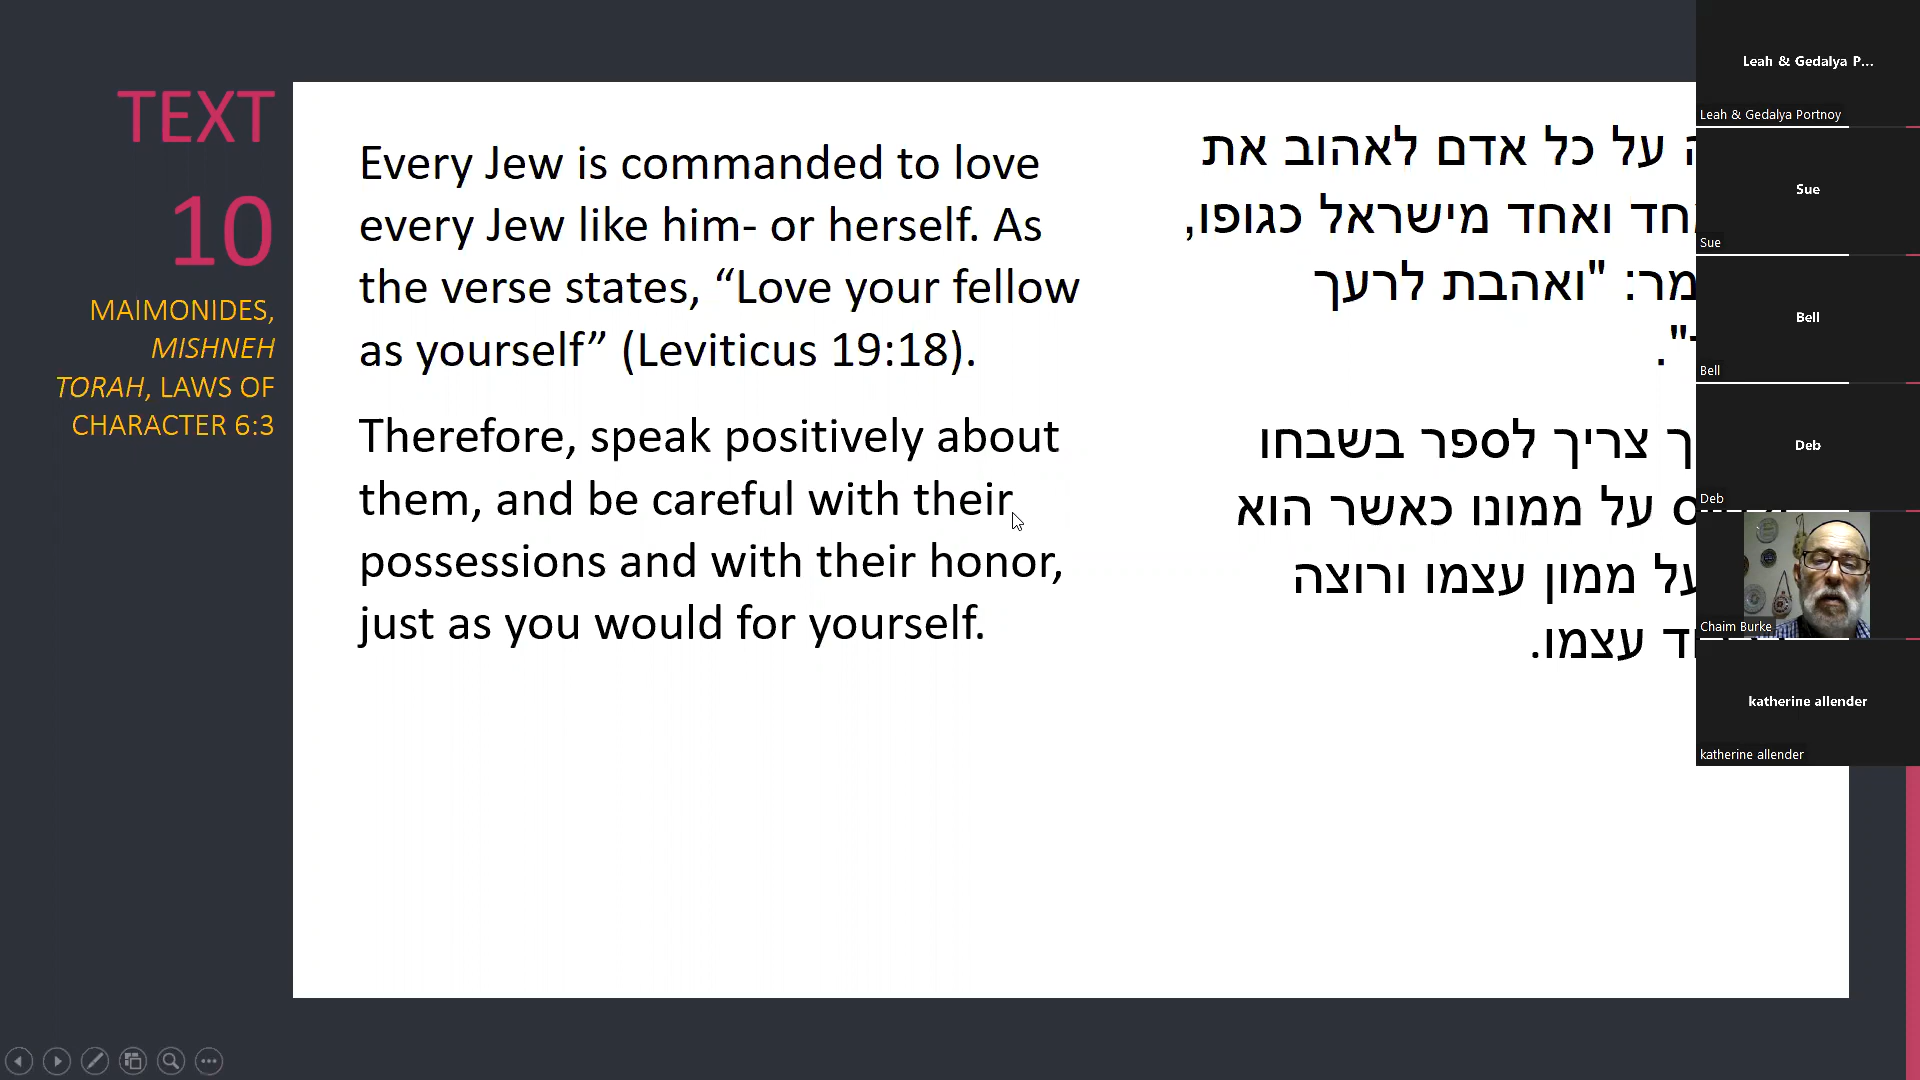 TEXT
10
MAIMONIDES,
MISHNEH
TORAH, LAWS OF
CHARACTER 6:3
Every Jew is commanded to love
every Jew like him- or herself. As
the verse states, “Love your fellow
as yourself” (Leviticus 19:18).
Therefore, speak positively about
them, and be careful with their
possessions and with their honor,
just as you would for yourself.
על כל אדם לאהוב את
ואחד מישראל כגופו,
"ואהבת לרעך
צריך לספר בשבחו
על ממונו כאשר הוא
ממון עצמו ורוצה
עצמו.
Leah & Gedalya P...
Leah & Gedalya Portnoy
Sue
Sue
Bell
Bell
Deb
Deb
Chaim Burke
katherine allender
katherine allender